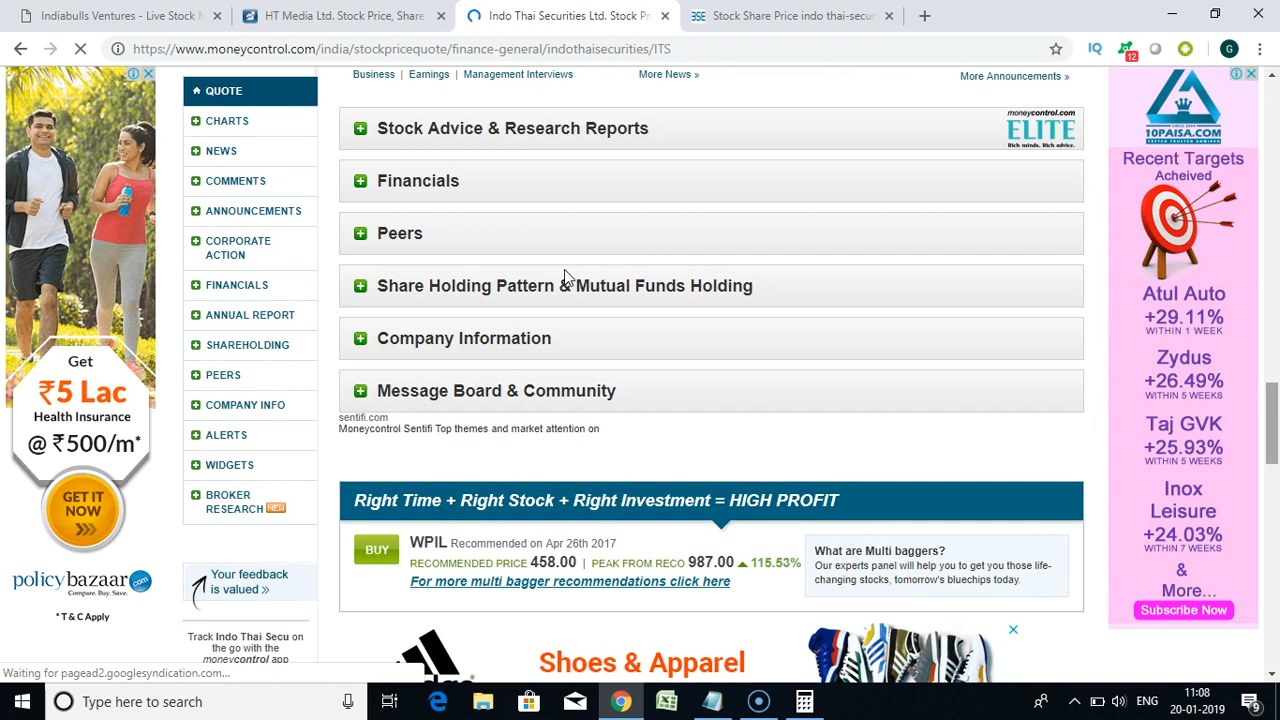 Indiabulls Ventures - Live Stock N
HT Media Ltd. Stock Price, Share
Indo Thai Securities Ltd. Stock Pri
Stock Share Price indo thai-secur
https://www.moneycontrol.com/india/stockpricequote/finance-general/indothaisecurities/ITS
IQ
12
G
Business | Earnings | Management Interviews
More News »
More Announcements »
QUOTE
CHARTS
NEWS
COMMENTS
ANNOUNCEMENTS
CORPORATE
ACTION
FINANCIALS
ANNUAL REPORT
SHAREHOLDING
PEERS
COMPANY INFO
ALERTS
WIDGETS
BROKER
RESEARCH NEW
Your feedback
is valued »
Track Indo Thai Secu on
the go with the
moneycontrol app
Stock Advice & Research Reports
moneycontrol.com
ELITE
Rich minds. Rich advice.
Financials
Peers
Share Holding Pattern & Mutual Funds Holding
Company Information
Message Board & Community
sentifi.com
Moneycontrol Sentifi Top themes and market attention on
Right Time + Right Stock + Right Investment = HIGH PROFIT
BUY
WPIL Recommended on Apr 26th 2017
RECOMMENDED PRICE 458.00 | PEAK FROM RECO 987.00 115.53%
For more multi bagger recommendations click here
What are Multi baggers?
Our experts panel will help you to get you those life-
changing stocks, tomorrow's bluechips today.
Shoes & Apparel
Get
₹5 Lac
Health Insurance
@ ₹500/m*
GET IT
NOW
policybazaar.com
Compare. Buy. Save.
* T & C Apply
10PAISA.COM
Recent Targets
Acheived
Atul Auto
+29.11%
WITHIN 1 WEEK
Zydus
+26.49%
WITHIN 5 WEEKS
Taj GVK
+25.93%
WITHIN 5 WEEKS
Inox
Leisure
+24.03%
WITHIN 7 WEEKS
&
More...
Subscribe Now
Waiting for pagead2.googlesyndication.com...
Type here to search
ENG
11:08
20-01-2019
9